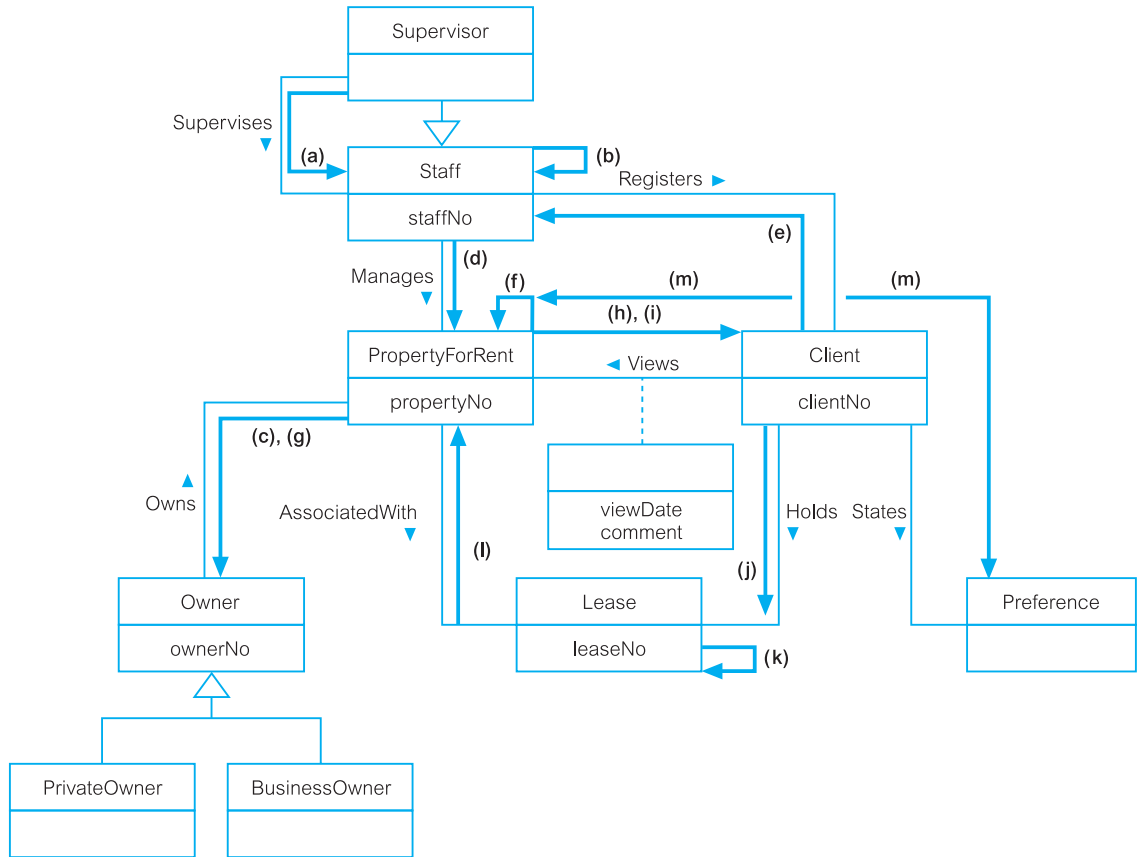 Supervisor
Supervises
(a)
(b)
Staff
Registers
staffNo
(e)
(d)
Manages
(f)
(m)
(m)
(h), (i)
PropertyForRent
Views
Client
propertyNo
clientNo
(c), (g)
Owns
AssociatedWith
viewDate
comment
Holds
States
(l)
(j)
Owner
Lease
Preference
ownerNo
leaseNo
(k)
PrivateOwner
BusinessOwner